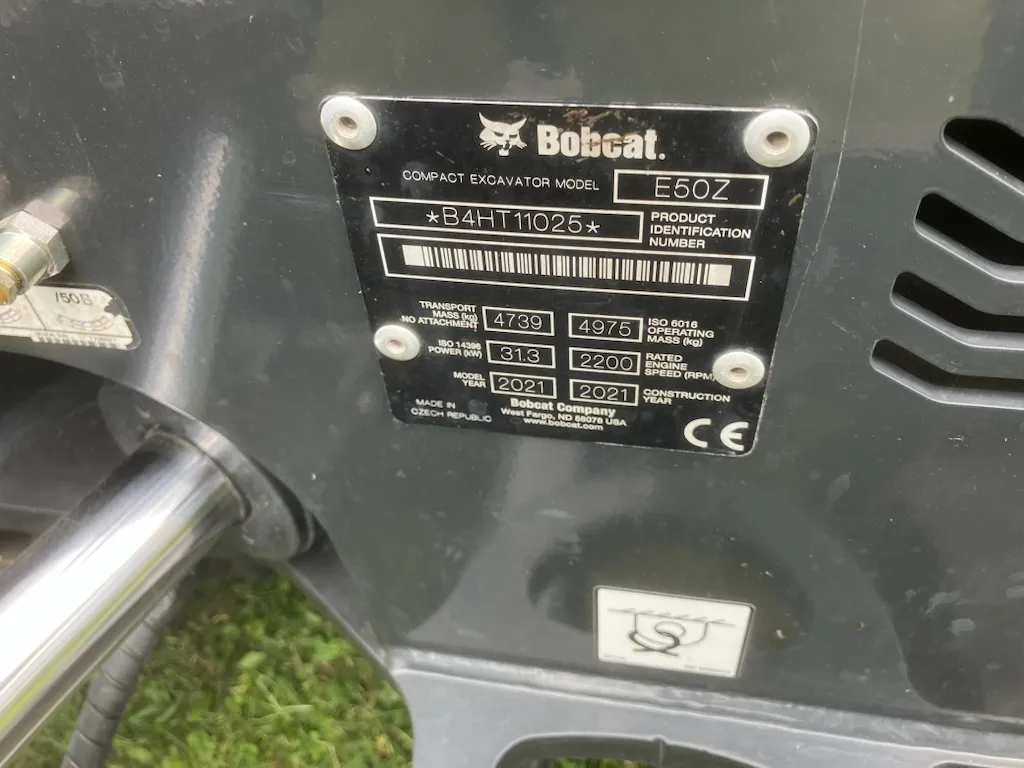 Bobcat.
COMPACT EXCAVATOR MODEL E50Z
*B4HT11025* PRODUCT
IDENTIFICATION
NUMBER
TRANSPORT
MASS (kg)
NO ATTACHMENT 4739
4975 ISO 6016
OPERATING
MASS (kg)
ISO 14396
POWER (kW) 31.3
2200 RATED
ENGINE
SPEED (RPM)
MODEL
YEAR 2021
2021 CONSTRUCTION
YEAR
MADE IN
CZECH REPUBLIC
Bobcat Company
West Fargo, ND 58078 USA
www.bobcat.com
CE
/50B